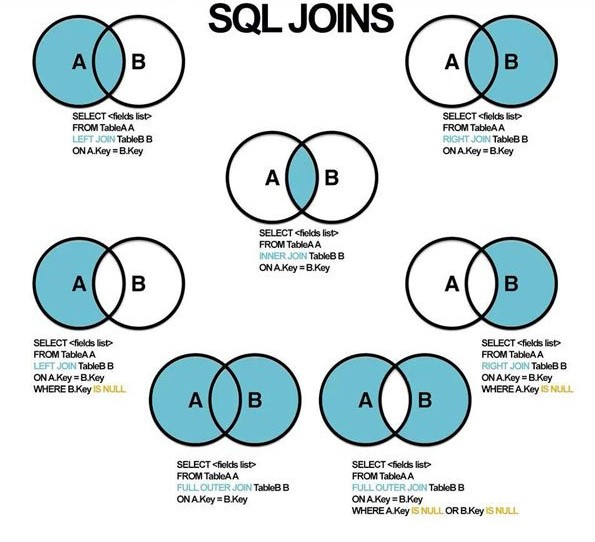 SQL JOINS
A B
SELECT <fields list>
FROM TableA A
LEFT JOIN TableB B
ON A.Key = B.Key
A B
SELECT <fields list>
FROM TableA A
RIGHT JOIN TableB B
ON A.Key = B.Key
A B
SELECT <fields list>
FROM TableA A
INNER JOIN TableB B
ON A.Key = B.Key
A B
SELECT <fields list>
FROM TableA A
LEFT JOIN TableB B
ON A.Key = B.Key
WHERE B.Key IS NULL
A B
SELECT <fields list>
FROM TableA A
RIGHT JOIN TableB B
ON A.Key = B.Key
WHERE A.Key IS NULL
A B
SELECT <fields list>
FROM TableA A
FULL OUTER JOIN TableB B
ON A.Key = B.Key
A B
SELECT <fields list>
FROM TableA A
FULL OUTER JOIN TableB B
ON A.Key = B.Key
WHERE A.Key IS NULL OR B.Key IS NULL